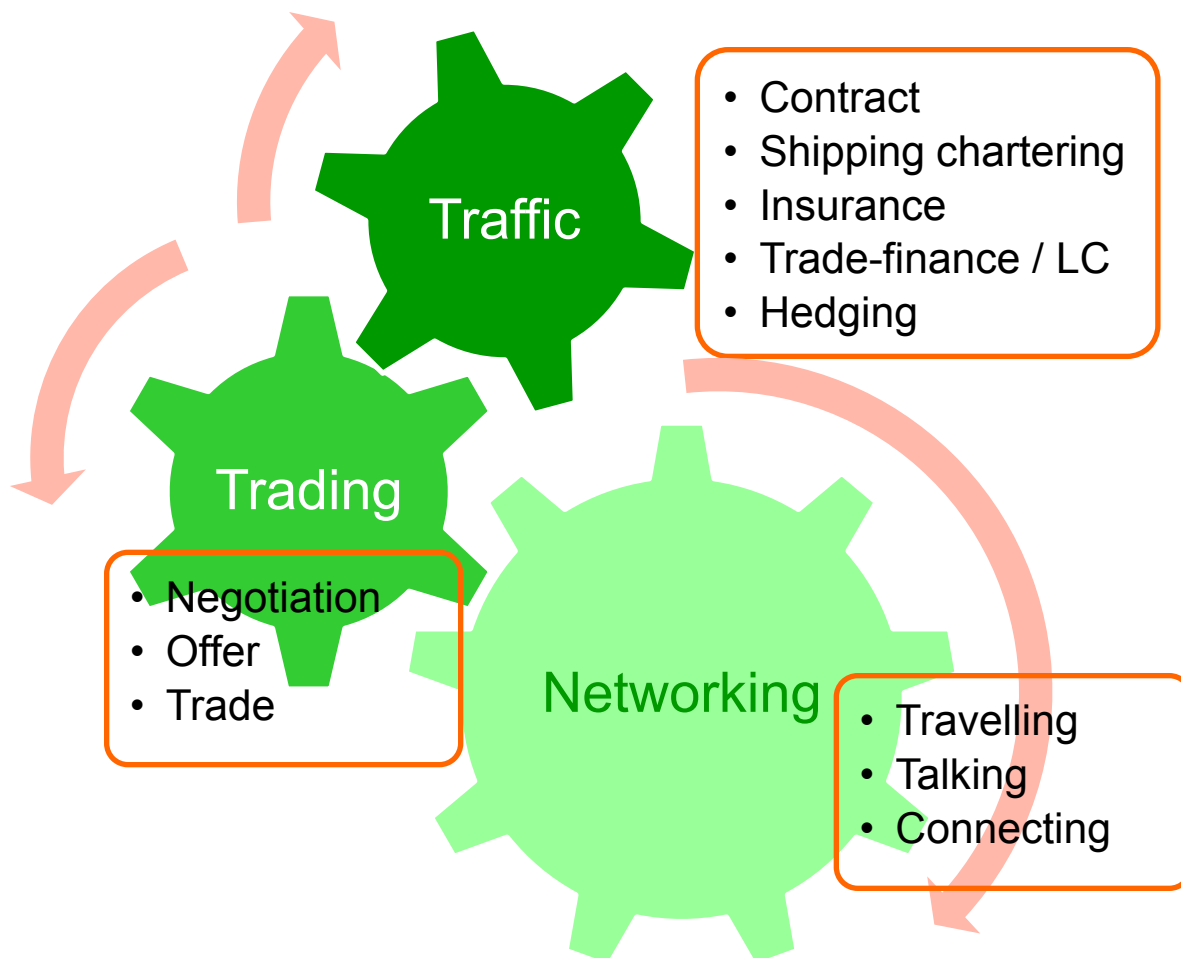 Traffic
• Contract
• Shipping chartering
• Insurance
• Trade-finance / LC
• Hedging
Trading
• Negotiation
• Offer
• Trade
Networking
• Travelling
• Talking
• Connecting